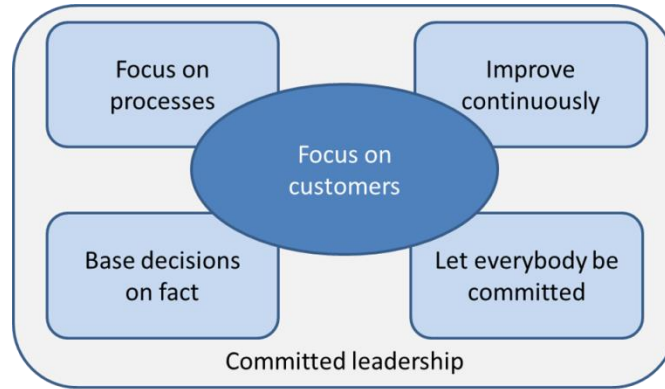 Focus on
processes
Improve
continuously
Focus on
customers
Base decisions
on fact
Let everybody be
committed
Committed leadership